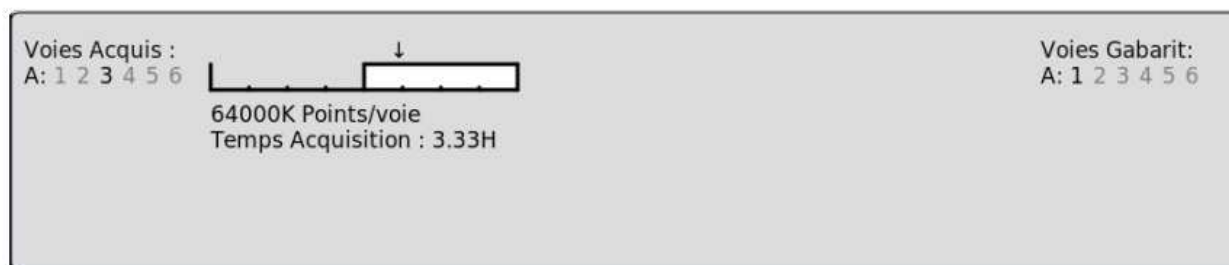 Voies Acquis :
A: 1 2 3 4 5 6
↓
64000K Points/voie
Temps Acquisition : 3.33H
Voies Gabarit:
A: 1 2 3 4 5 6